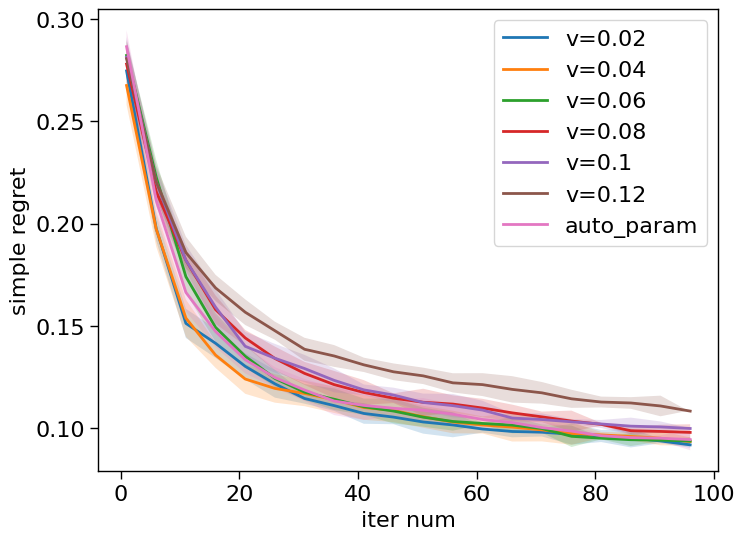 0.30
0.25
0.20
0.15
0.10
simple regret
0
20
40
60
80
100
iter num
v=0.02
v=0.04
v=0.06
v=0.08
v=0.1
v=0.12
auto_param